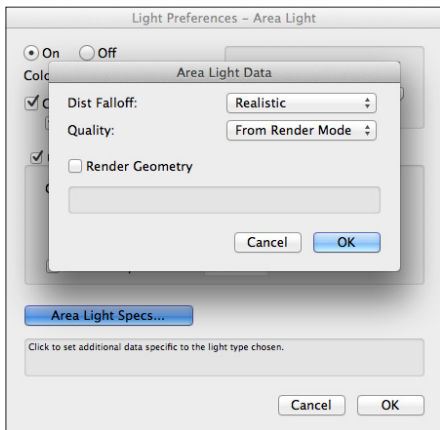 Light Preferences – Area Light
On Off
Area Light Data
Dist Falloff: Realistic
Quality: From Render Mode
Render Geometry
Cancel OK
Area Light Specs...
Click to set additional data specific to the light type chosen.
Cancel OK